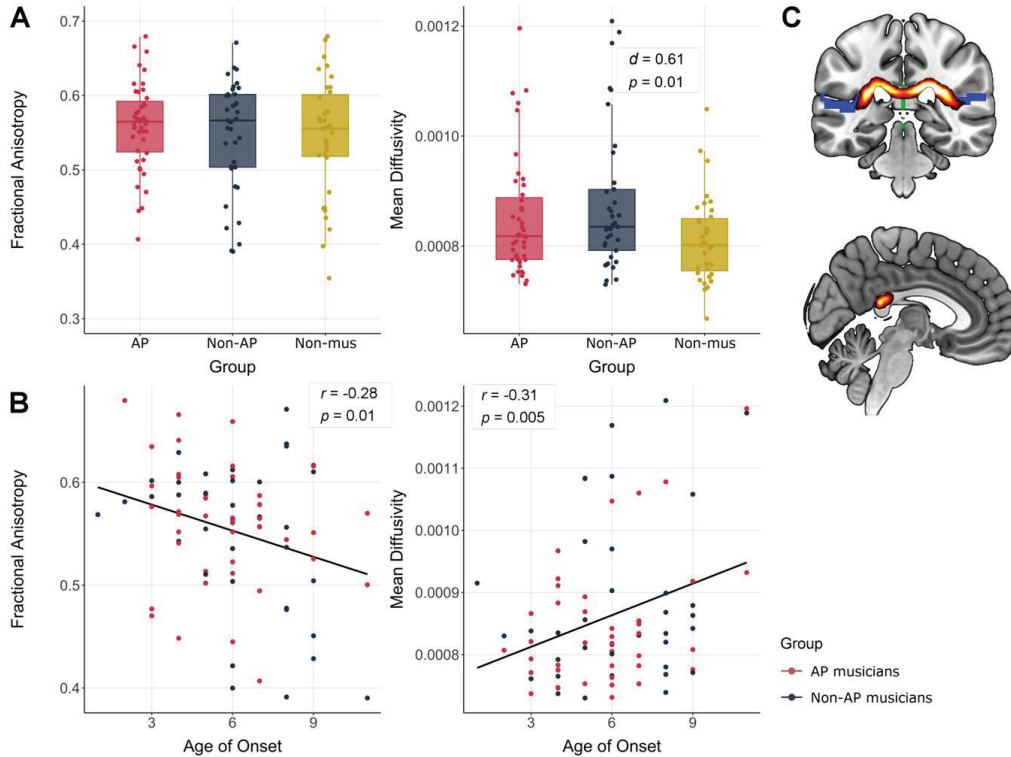 A
Fractional Anisotropy
0.7
0.6
0.5
0.4
0.3
AP
Non-AP
Non-mus
Group
Mean Diffusivity
0.0012
0.0010
0.0008
d = 0.61
p = 0.01
AP
Non-AP
Non-mus
Group
C
B
Fractional Anisotropy
0.6
0.5
0.4
r = -0.28
p = 0.01
3
6
9
Age of Onset
Mean Diffusivity
0.0012
0.0011
0.0010
0.0009
0.0008
r = -0.31
p = 0.005
3
6
9
Age of Onset
Group
AP musicians
Non-AP musicians